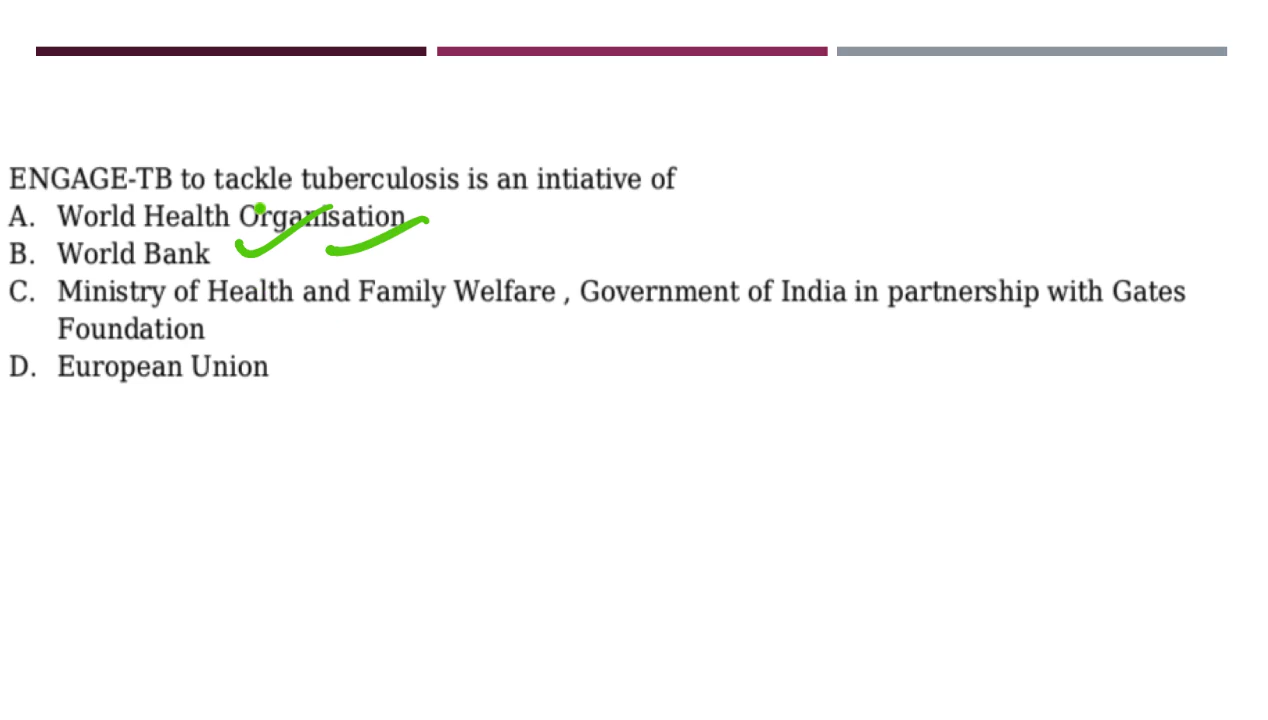 ENGAGE-TB to tackle tuberculosis is an intiative of
A. World Health Organisation
B. World Bank
C. Ministry of Health and Family Welfare , Government of India in partnership with Gates
Foundation
D. European Union